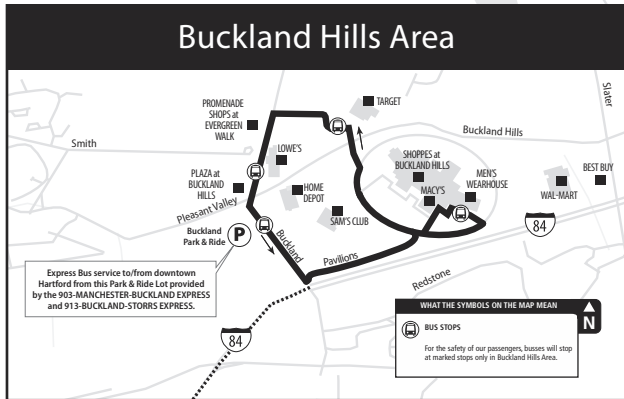 Buckland Hills Area
TARGET
PROMENADE
SHOPS at
EVERGREEN
WALK
Slater
Buckland Hills
Smith
LOWE'S
SHOPPES at
BUCKLAND HILLS
MEN'S
WEARHOUSE
BEST BUY
PLAZA at
BUCKLAND
HILLS
HOME
DEPOT
MACY'S
WAL-MART
Pleasant Valley
SAM'S CLUB
84
Buckland
Park & Ride
P
Buckland
Pavilions
Redstone
Express Bus service to/from downtown
Hartford from this Park & Ride Lot provided
by the 903-MANCHESTER-BUCKLAND EXPRESS
and 913-BUCKLAND-STORRS EXPRESS.
84
WHAT THE SYMBOLS ON THE MAP MEAN
N
BUS STOPS
For the safety of our passengers, busses will stop
at marked stops only in Buckland Hills Area.